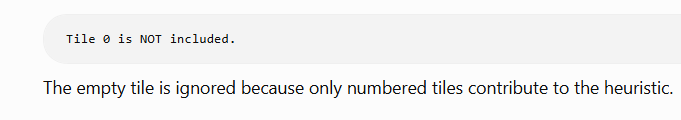 Tile 0 is NOT included.
The empty tile is ignored because only numbered tiles contribute to the heuristic.